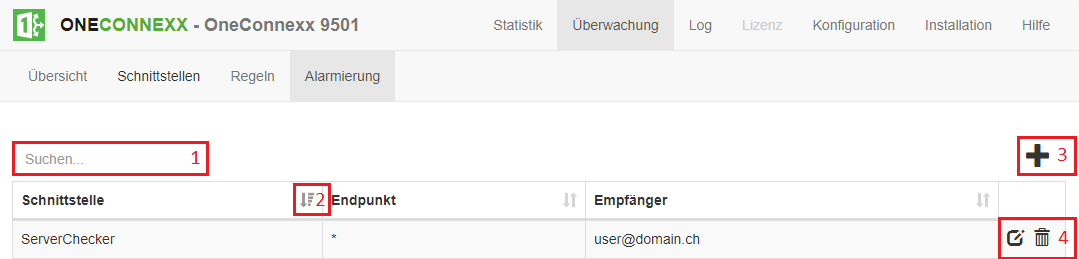 ONECONNEXX - OneConnexx 9501 Statistik Überwachung Log Lizenz Konfiguration Installation Hilfe
Übersicht Schnittstellen Regeln Alarmierung
Suchen... 1 3
Schnittstelle 2 Endpunkt Empfänger
ServerChecker * user@domain.ch 4